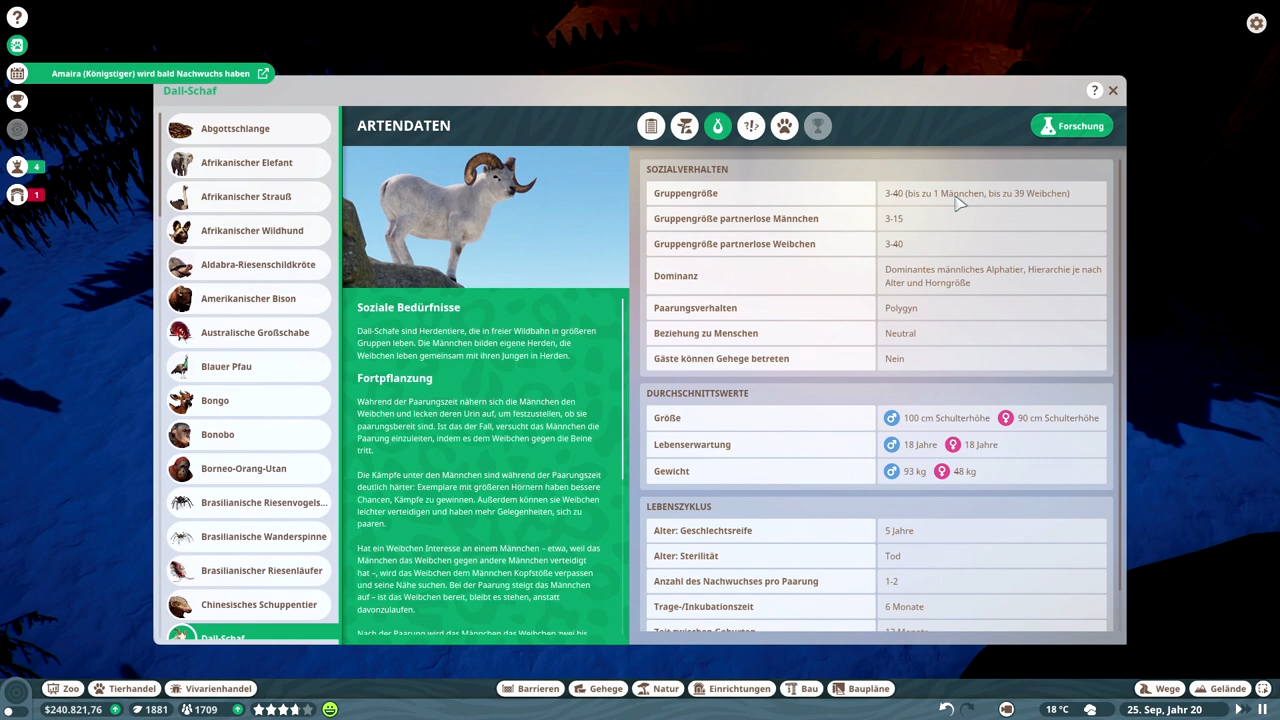 ?
Amaira (Königstiger) wird bald Nachwuchs haben
4
1
Dall-Schaf
?
Abgottschlange
Afrikanischer Elefant
Afrikanischer Strauß
Afrikanischer Wildhund
Aldabra-Riesenschildkröte
Amerikanischer Bison
Australische Großschabe
Blauer Pfau
Bongo
Bonobo
Borneo-Orang-Utan
Brasilianische Riesenvogels...
Brasilianische Wanderspinne
Brasilianischer Riesenläufer
Chinesisches Schuppentier
Dall-Schaf
ARTENDATEN
?!
Forschung
Soziale Bedürfnisse
Dall-Schafe sind Herdentiere, die in freier Wildbahn in größeren
Gruppen leben. Die Männchen bilden eigene Herden, die
Weibchen leben gemeinsam mit ihren Jungen in Herden.
Fortpflanzung
Während der Paarungszeit nähern sich die Männchen den
Weibchen und lecken deren Urin auf, um festzustellen, ob sie
paarungsbereit sind. Ist das der Fall, versucht das Männchen die
Paarung einzuleiten, indem es dem Weibchen gegen die Beine
tritt.
Die Kämpfe unter den Männchen sind während der Paarungszeit
deutlich härter: Exemplare mit größeren Hörnern haben bessere
Chancen, Kämpfe zu gewinnen. Außerdem können sie Weibchen
leichter verteidigen und haben mehr Gelegenheiten, sich zu
paaren.
Hat ein Weibchen Interesse an einem Männchen – etwa, weil das
Männchen das Weibchen gegen andere Männchen verteidigt
hat –, wird das Weibchen dem Männchen Kopfstöße verpassen
und seine Nähe suchen. Bei der Paarung steigt das Männchen
auf – ist das Weibchen bereit, bleibt es stehen, anstatt
davonzulaufen.
Nach der Paarung wird das Männchen das Weibchen zwei bis
SOZIALVERHALTEN
Gruppengröße 3-40 (bis zu 1 Männchen, bis zu 39 Weibchen)
Gruppengröße partnerlose Männchen 3-15
Gruppengröße partnerlose Weibchen 3-40
Dominanz Dominantes männliches Alphatier, Hierarchie je nach
Alter und Horngröße
Paarungsverhalten Polygyn
Beziehung zu Menschen Neutral
Gäste können Gehege betreten Nein
DURCHSCHNITTSWERTE
Größe 100 cm Schulterhöhe 90 cm Schulterhöhe
Lebenserwartung 18 Jahre 18 Jahre
Gewicht 93 kg 48 kg
LEBENSZYKLUS
Alter: Geschlechtsreife 5 Jahre
Alter: Sterilität Tod
Anzahl des Nachwuchses pro Paarung 1-2
Trage-/Inkubationszeit 6 Monate
Zoo Tierhandel Vivarienhandel Barrieren Gehege Natur Einrichtungen Bau Baupläne Wege Gelände
$240.821,76 1881 1709 18 °C 25. Sep, Jahr 20